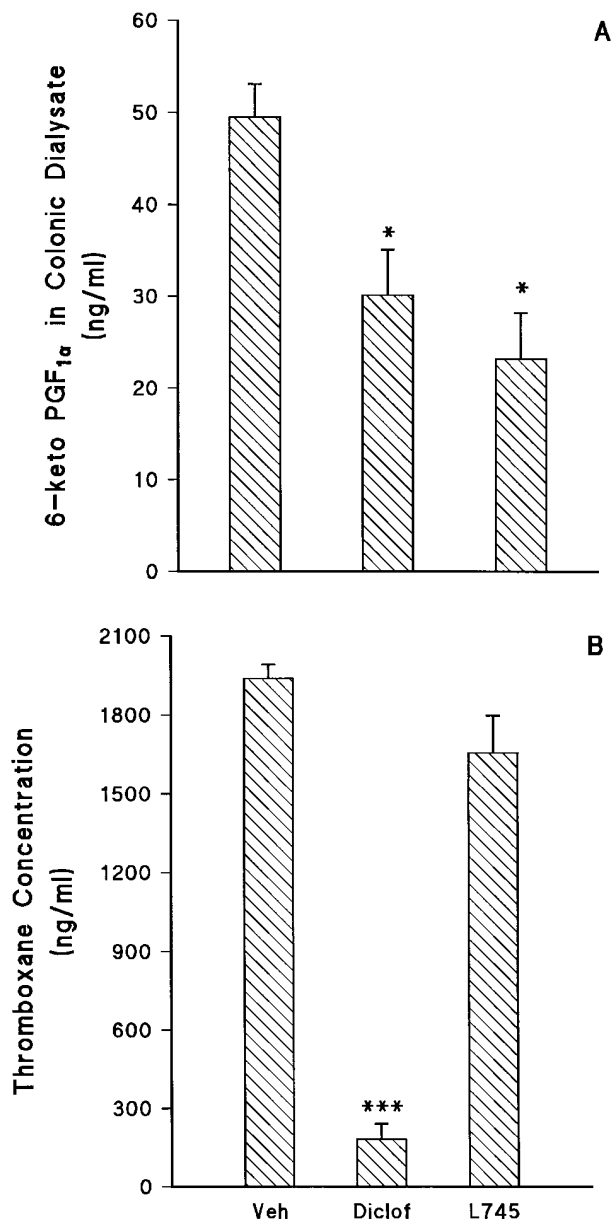 A
6-keto PGF1α in Colonic Dialysate
(ng/ml)
60
50
40
30
20
10
0
*
*
B
Thromboxane Concentration
(ng/ml)
2100
1800
1500
1200
900
600
300
0
***
Veh Diclof L745